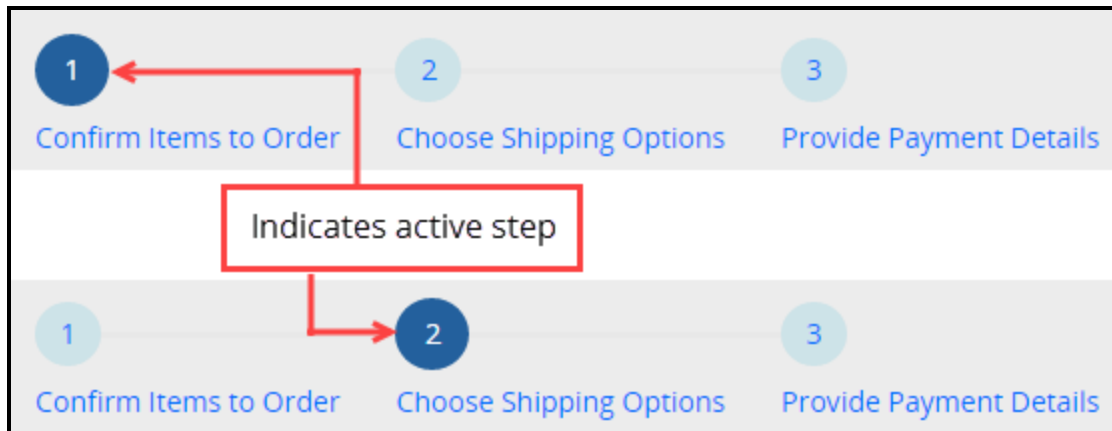 1 2 3
Confirm Items to Order Choose Shipping Options Provide Payment Details
Indicates active step
1 2 3
Confirm Items to Order Choose Shipping Options Provide Payment Details